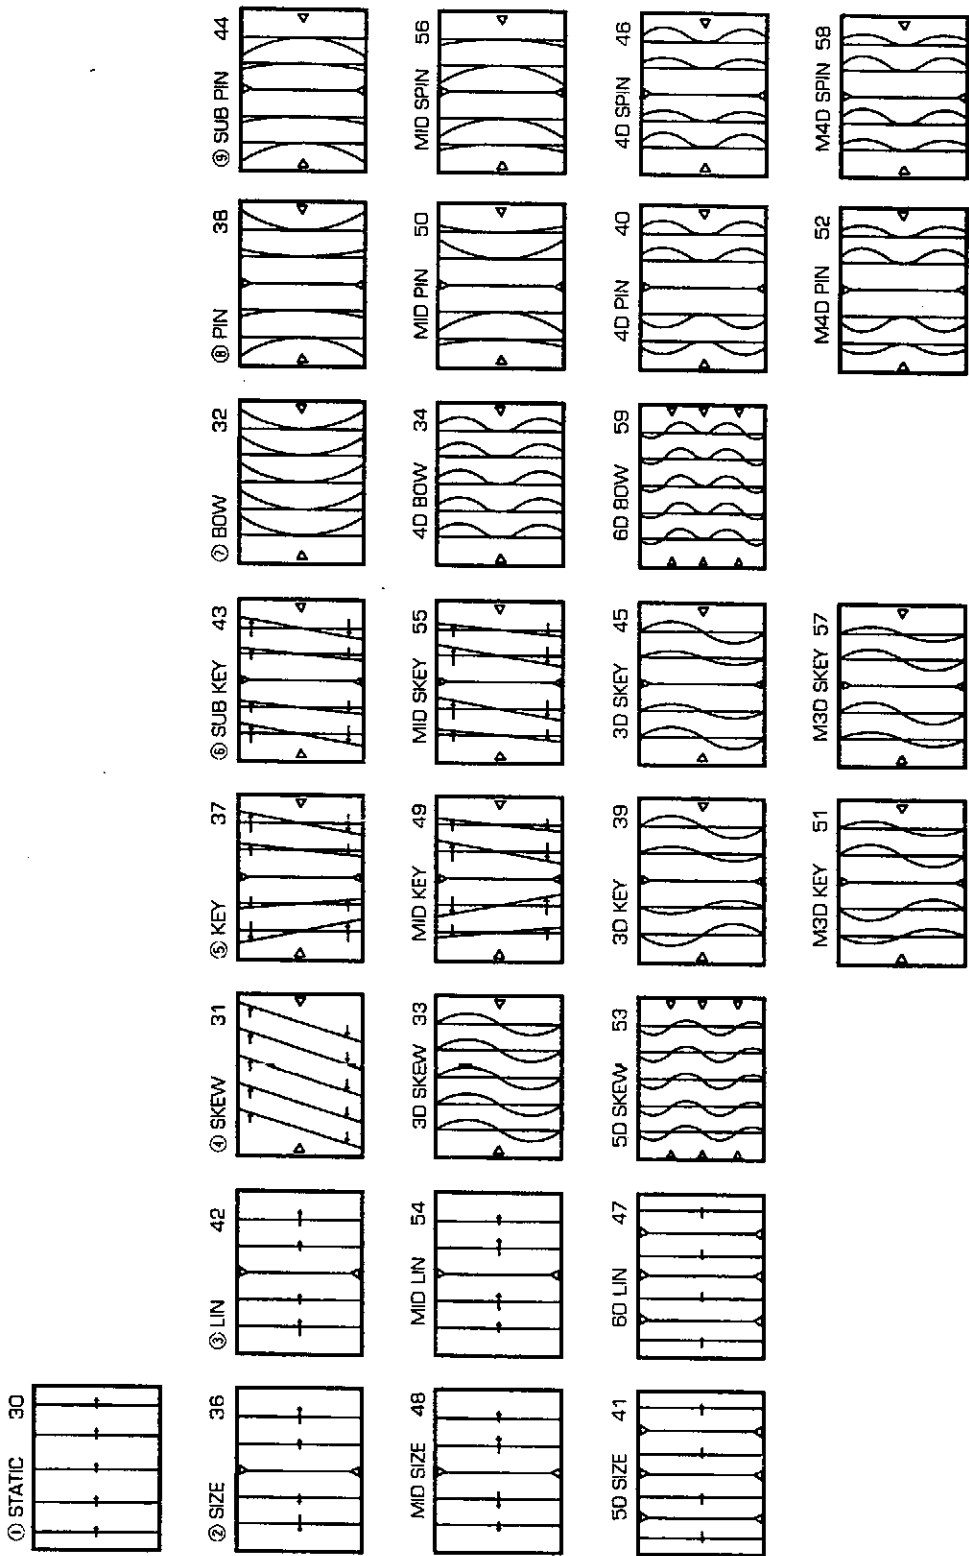 ① STATIC 30
② SIZE 36
③ LIN 42
④ SKEW 31
⑤ KEY 37
⑥ SUB KEY 43
⑦ BOW 32
⑧ PIN 38
⑨ SUB PIN 44
MID SIZE 48
MID LIN 54
3D SKEW 33
MID KEY 49
MID SKEY 55
4D BOW 34
MID PIN 50
MID SPIN 56
5D SIZE 41
6D LIN 47
5D SKEW 53
3D KEY 39
3D SKEY 45
6D BOW 59
4D PIN 40
4D SPIN 46
M3D KEY 51
M3D SKEY 57
M4D PIN 52
M4D SPIN 58